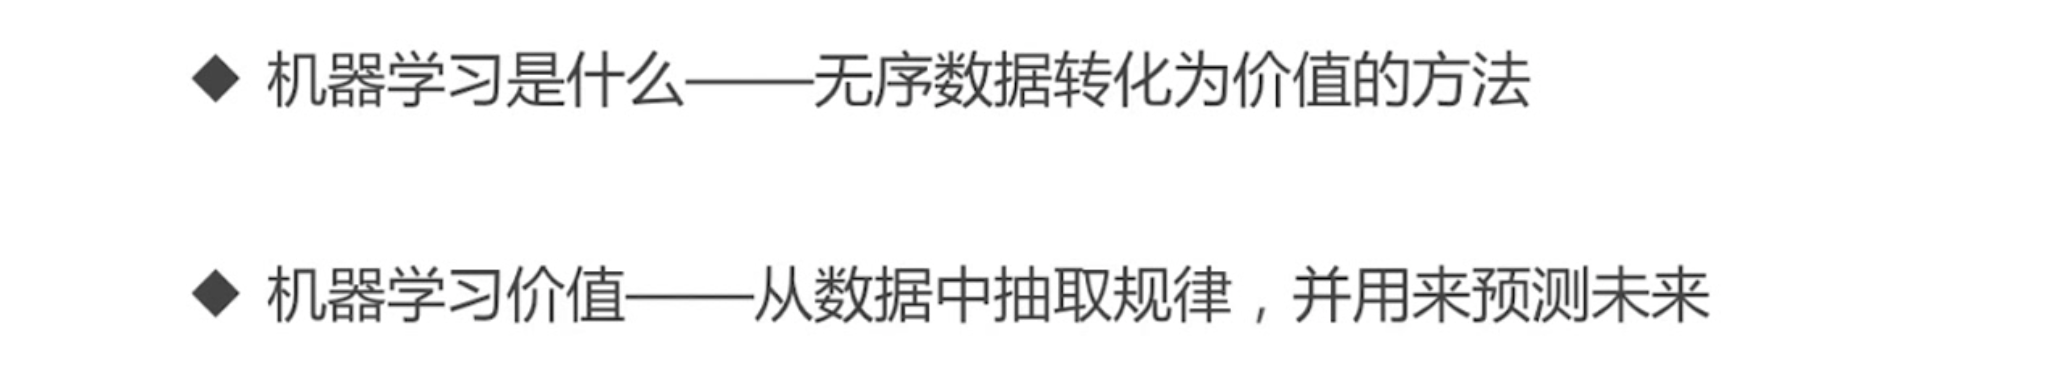 ◆ 机器学习是什么——无序数据转化为价值的方法
◆ 机器学习价值——从数据中抽取规律，并用来预测未来